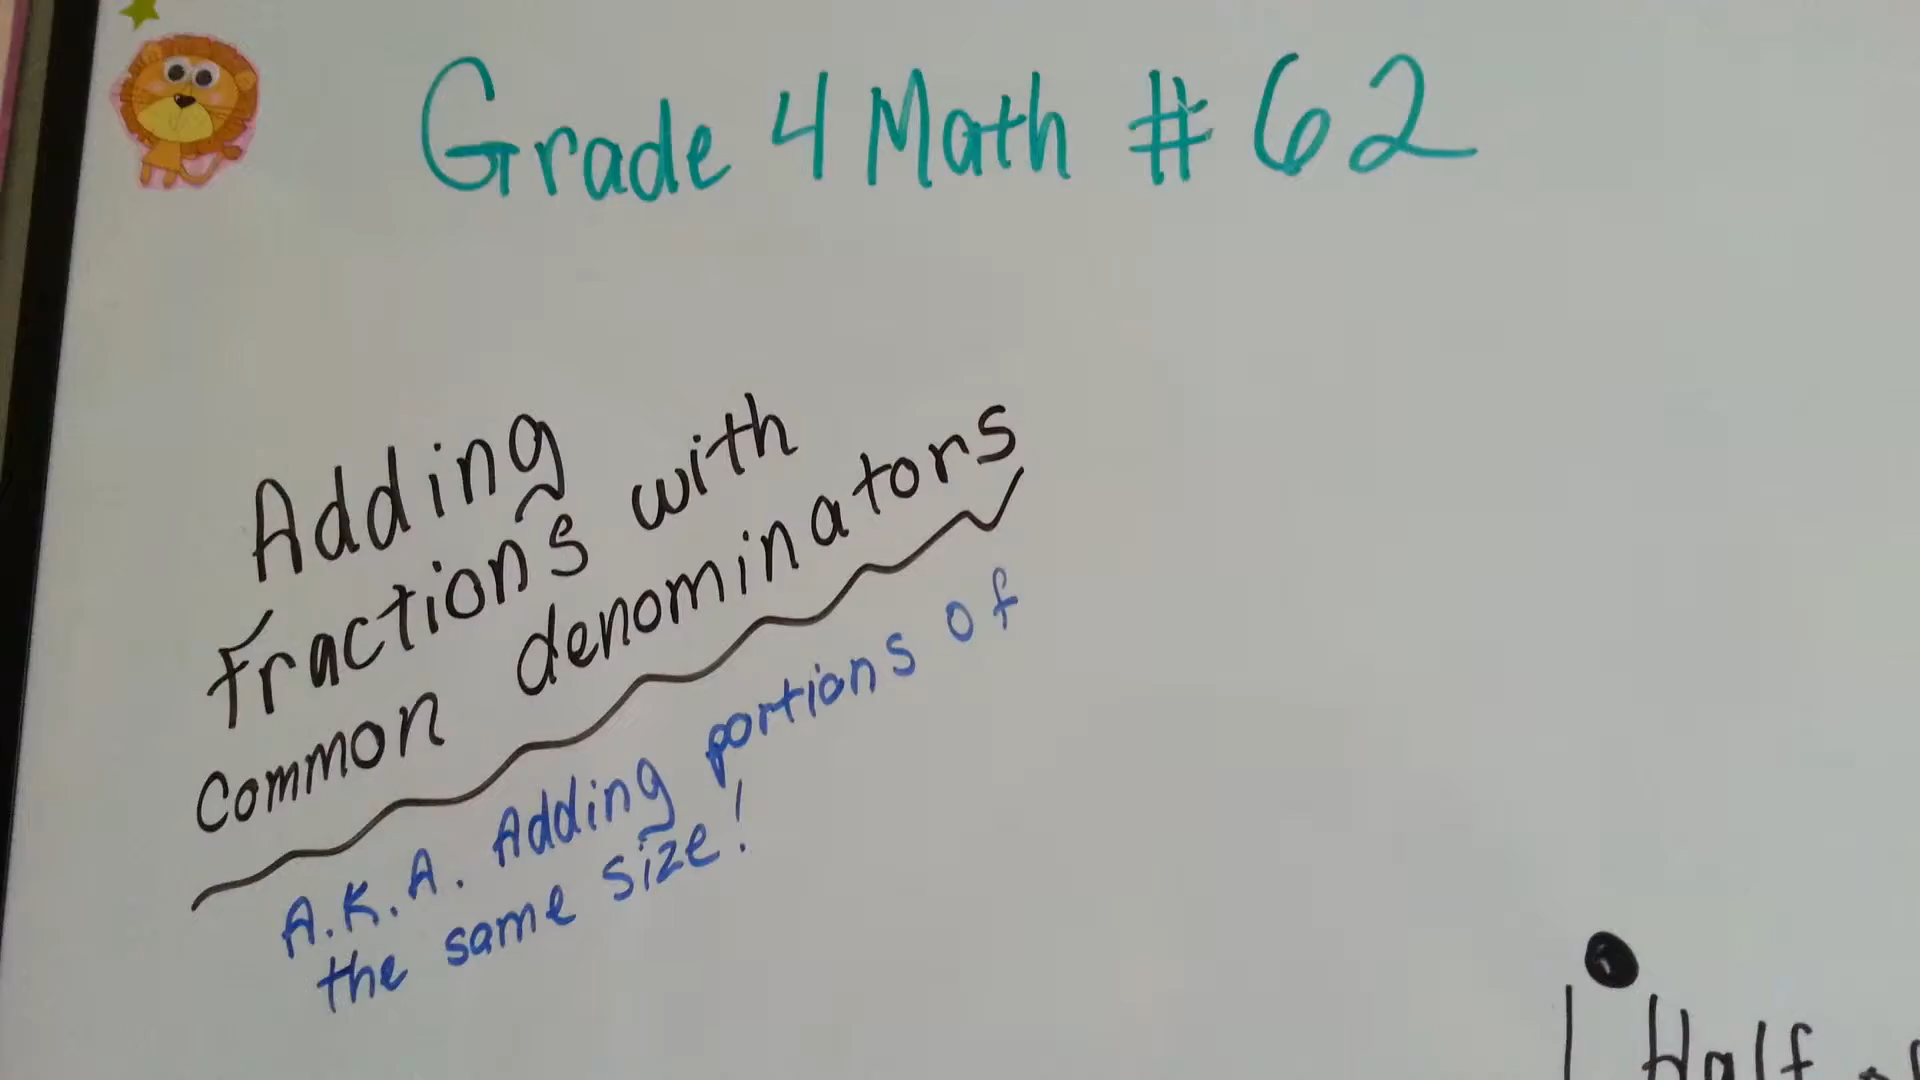 Grade 4 Math # 62
Adding
fractions with
common denominators
A.K.A. Adding portions of
the same size!
Half